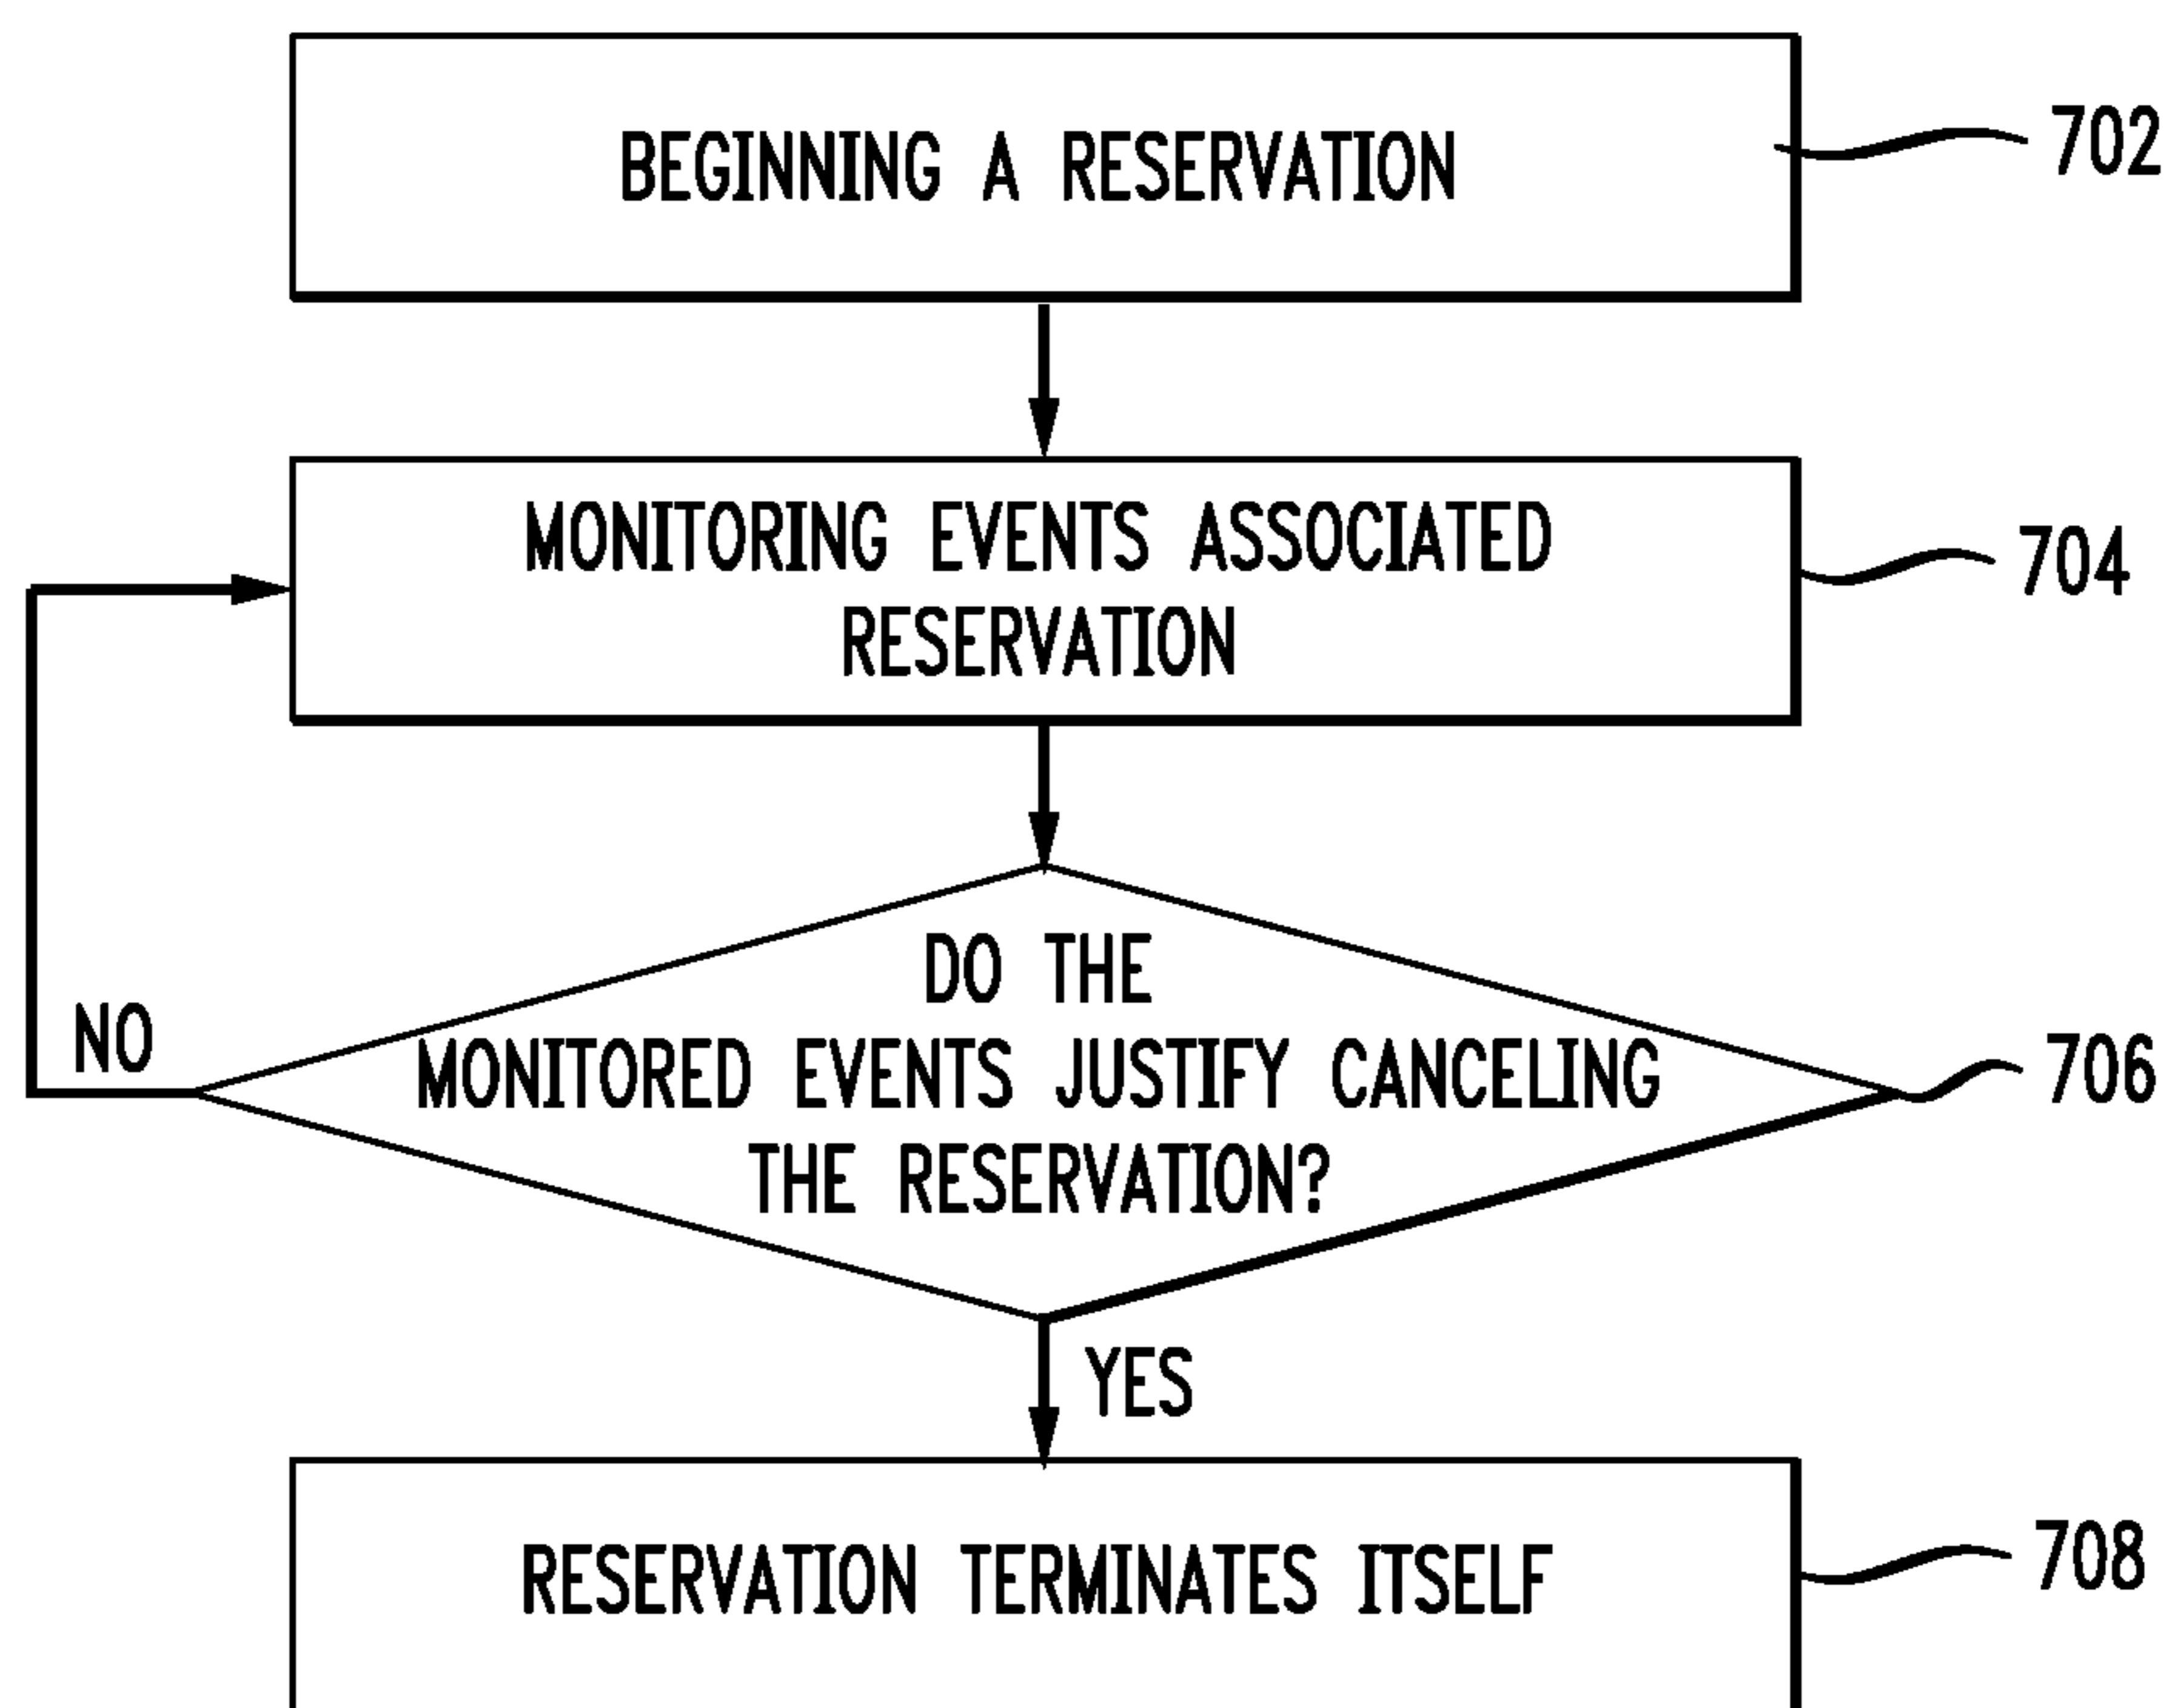 BEGINNING A RESERVATION
702
MONITORING EVENTS ASSOCIATED
RESERVATION
704
DO THE
MONITORED EVENTS JUSTIFY CANCELING
THE RESERVATION?
706
NO
YES
RESERVATION TERMINATES ITSELF
708